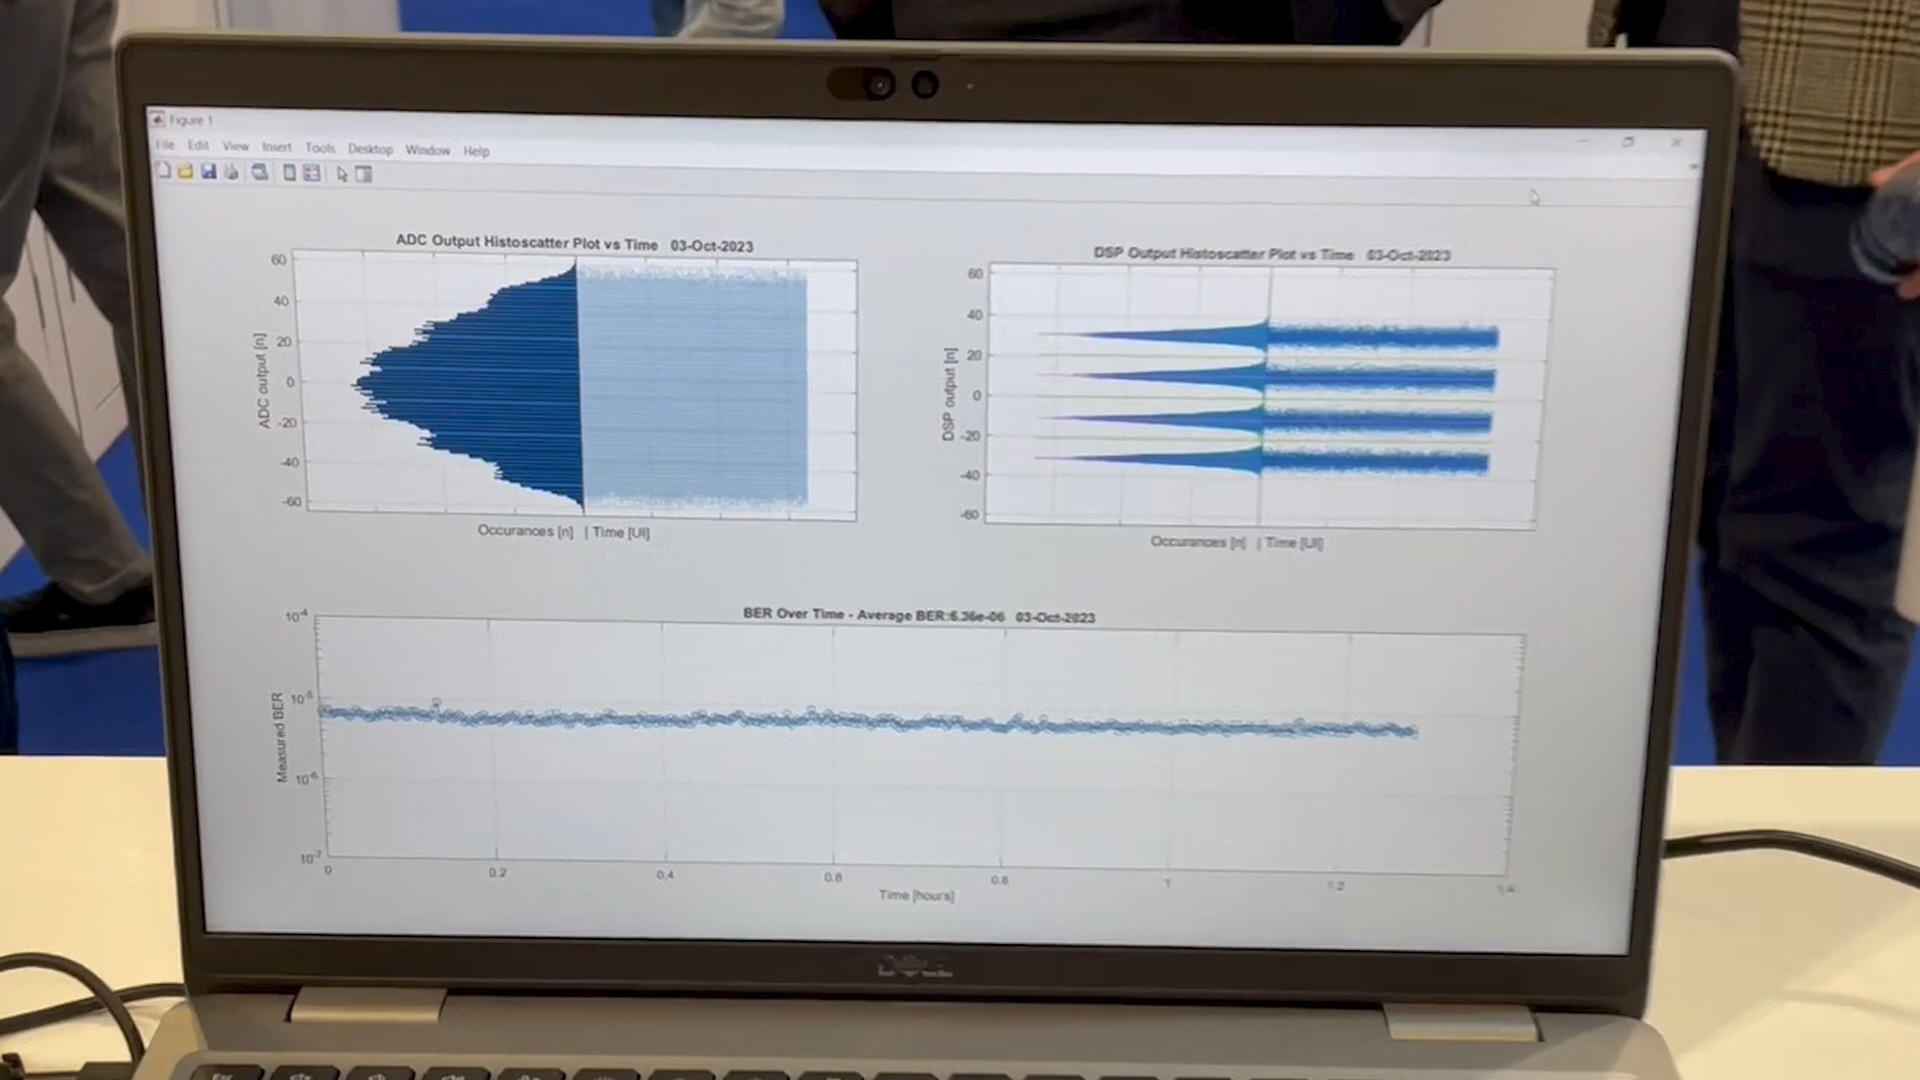 Figure 1
File Edit View Insert Tools Desktop Window Help
ADC Output Histoscatter Plot vs Time 03-Oct-2023
60
40
20
0
-20
-40
-60
ADC output [n]
Occurances [n] | Time [UI]
DSP Output Histoscatter Plot vs Time 03-Oct-2023
60
40
20
0
-20
-40
-60
DSP output [n]
Occurances [n] | Time [UI]
BER Over Time - Average BER:6.26e-06 03-Oct-2023
10-4
10-5
10-6
10-7
Measured BER
0 0.2 0.4 0.6 0.8 1 1.2 1.4
Time [hours]